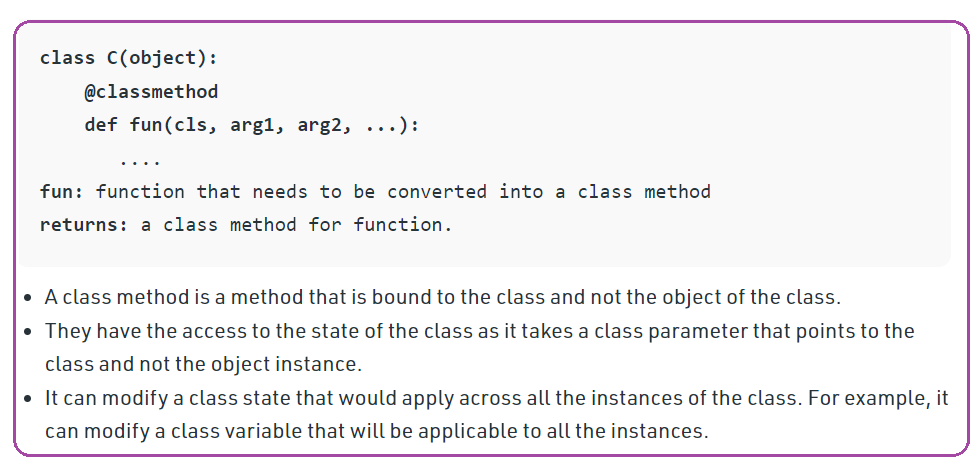 class C(object):
@classmethod
def fun(cls, arg1, arg2, ...):
....
fun: function that needs to be converted into a class method
returns: a class method for function.
• A class method is a method that is bound to the class and not the object of the class.
• They have the access to the state of the class as it takes a class parameter that points to the
class and not the object instance.
• It can modify a class state that would apply across all the instances of the class. For example, it
can modify a class variable that will be applicable to all the instances.